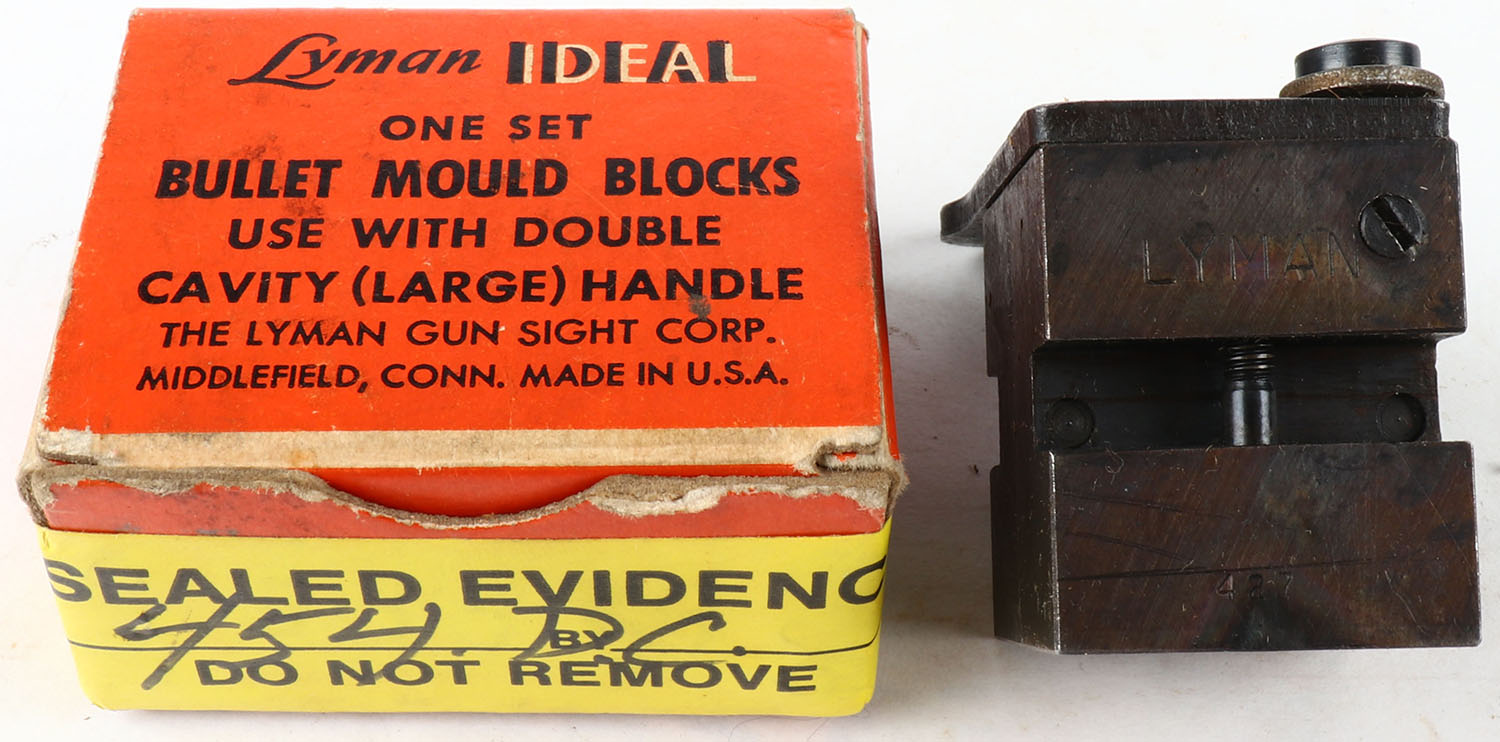 Lyman IDEAL
ONE SET
BULLET MOULD BLOCKS
USE WITH DOUBLE
CAVITY (LARGE) HANDLE
THE LYMAN GUN SIGHT CORP.
MIDDLEFIELD, CONN. MADE IN U.S.A.
SEALED EVIDENC
454. D.C.
BY
DO NOT REMOVE
LYMAN
427